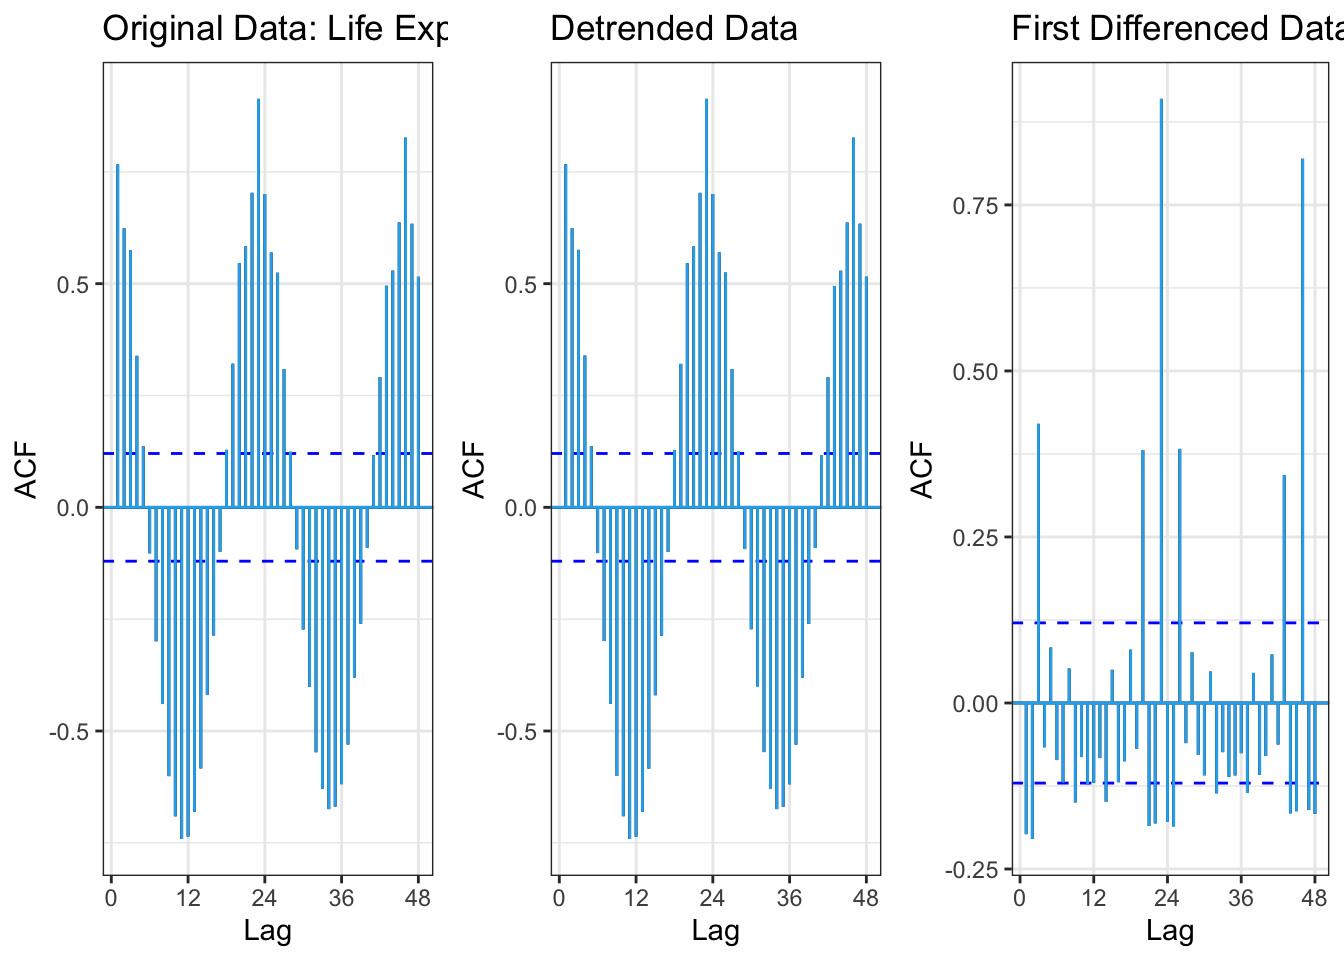 Original Data: Life Exp
ACF
0.5
0.0
-0.5
0 12 24 36 48
Lag
Detrended Data
ACF
0.5
0.0
-0.5
0 12 24 36 48
Lag
First Differenced Data
ACF
0.75
0.50
0.25
0.00
-0.25
0 12 24 36 48
Lag